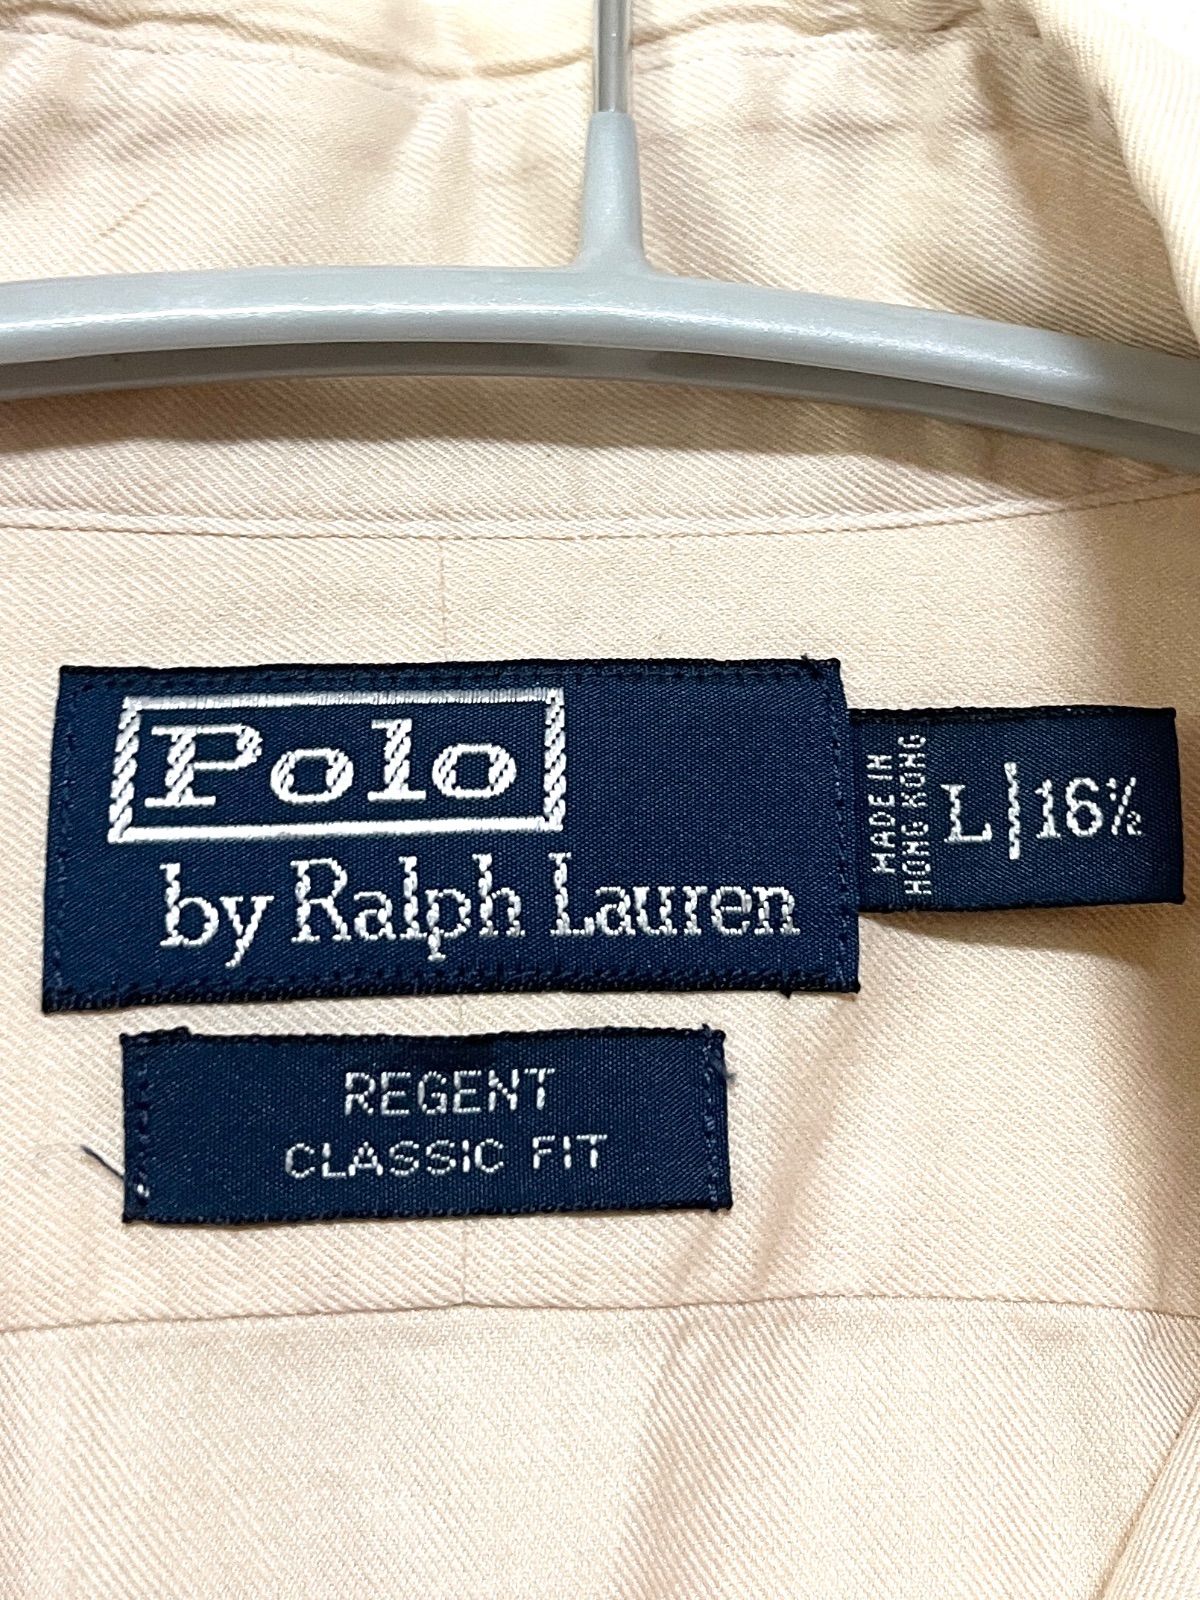 Polo
by Ralph Lauren
MADE IN
HONG KONG
L | 16½
REGENT
CLASSIC FIT